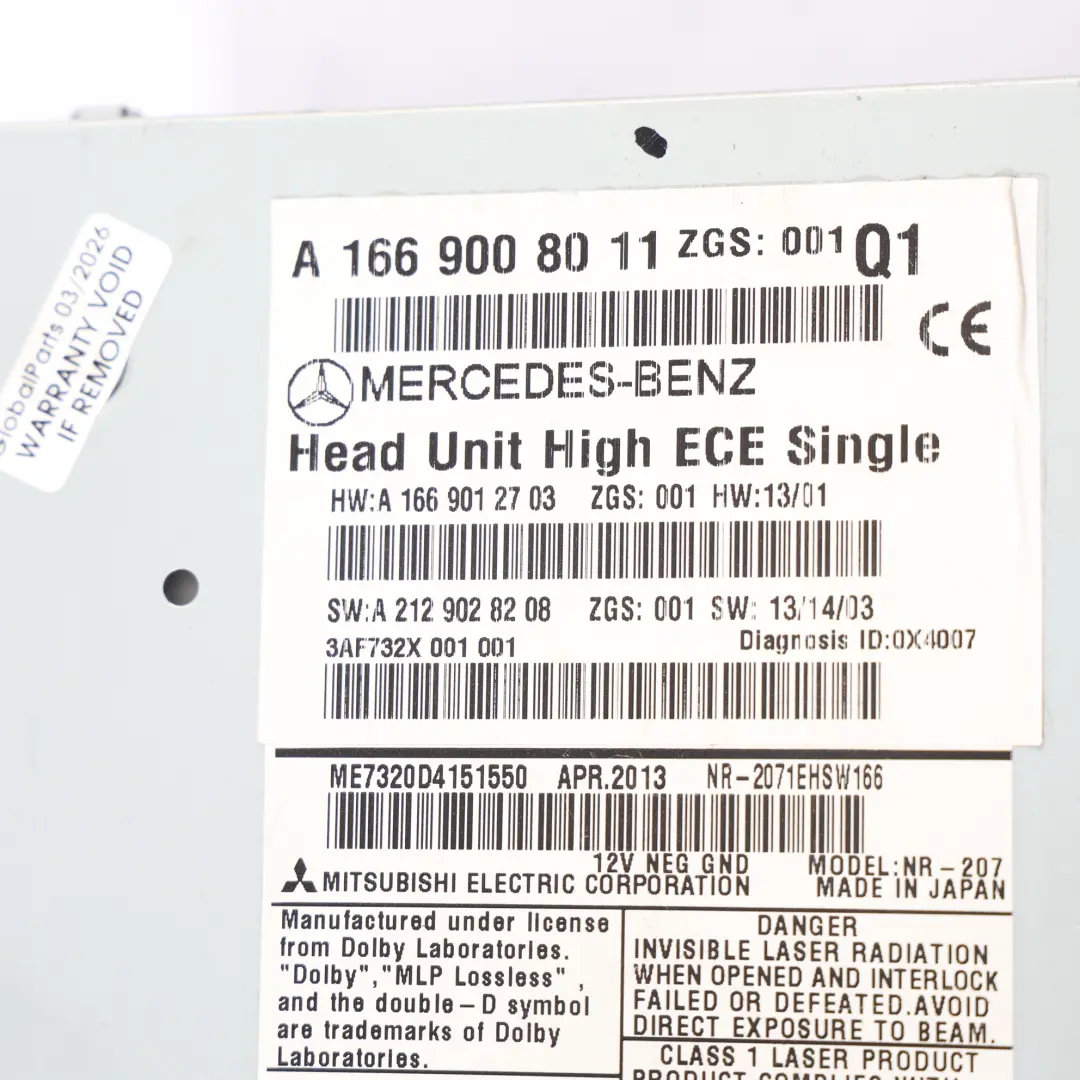 GlobalParts 03/2026
WARRANTY VOID
IF REMOVED
A 166 900 80 11 ZGS: 001 Q1
CE
MERCEDES-BENZ
Head Unit High ECE Single
HW:A 166 901 27 03 ZGS: 001 HW:13/01
SW:A 212 902 82 08 ZGS: 001 SW: 13/14/03
3AF732X 001 001 Diagnosis ID:0X4007
ME7320D4151550 APR.2013 NR-2071EHSW166
12V NEG GND MODEL:NR-207
MITSUBISHI ELECTRIC CORPORATION MADE IN JAPAN
Manufactured under license
from Dolby Laboratories.
"Dolby","MLP Lossless",
and the double-D symbol
are trademarks of Dolby
Laboratories.
DANGER
INVISIBLE LASER RADIATION
WHEN OPENED AND INTERLOCK
FAILED OR DEFEATED.AVOID
DIRECT EXPOSURE TO BEAM.
CLASS 1 LASER PRODUCT
PRODUCT COMPLIES WITH